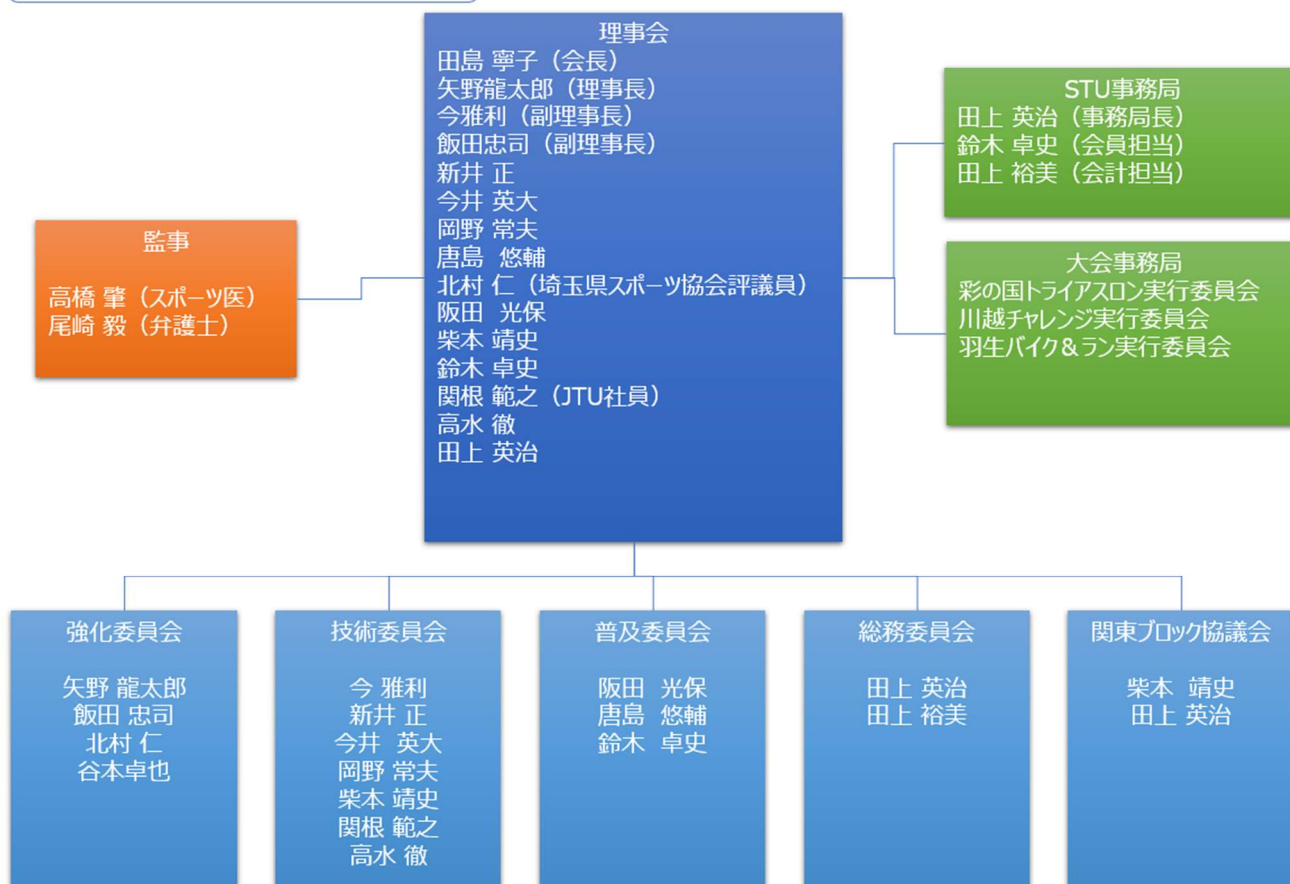 理事会
田島 寧子（会長）
矢野龍太郎（理事長）
今雅利（副理事長）
飯田忠司（副理事長）
新井 正
今井 英大
岡野 常夫
唐島 悠輔
北村 仁（埼玉県スポーツ協会評議員）
阪田 光保
柴本 靖史
鈴木 卓史
関根 範之（JTU社員）
高水 徹
田上 英治
監事
高橋 肇（スポーツ医）
尾崎 毅（弁護士）
STU事務局
田上 英治（事務局長）
鈴木 卓史（会員担当）
田上 裕美（会計担当）
大会事務局
彩の国トライアスロン実行委員会
川越チャレンジ実行委員会
羽生バイク&ラン実行委員会
強化委員会
矢野 龍太郎
飯田 忠司
北村 仁
谷本卓也
技術委員会
今 雅利
新井 正
今井 英大
岡野 常夫
柴本 靖史
関根 範之
高水 徹
普及委員会
阪田 光保
唐島 悠輔
鈴木 卓史
総務委員会
田上 英治
田上 裕美
関東ブロック協議会
柴本 靖史
田上 英治